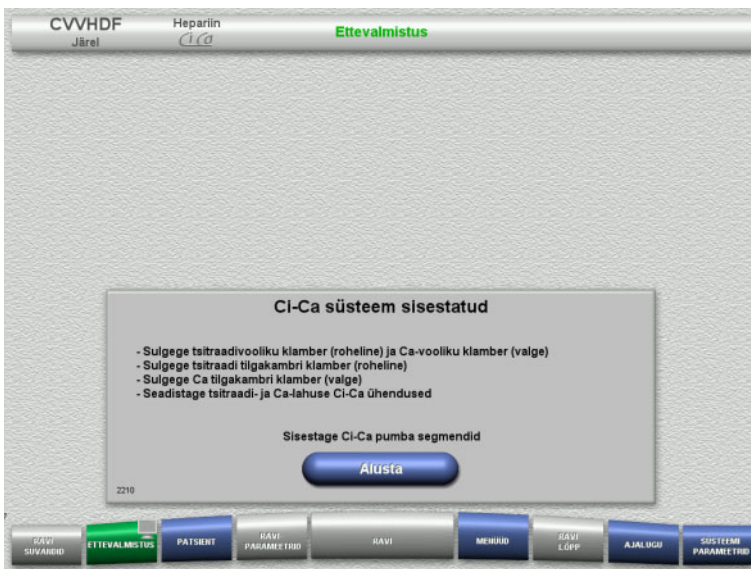 CVVHDF
Järel
Hepariin
Ci Ca
Ettevalmistus
Ci-Ca süsteem sisestatud
- Sulgege tsitraadivooliku klamber (roheline) ja Ca-vooliku klamber (valge)
- Sulgege tsitraadi tilgakambri klamber (roheline)
- Sulgege Ca tilgakambri klamber (valge)
- Seadistage tsitraadi- ja Ca-lahuse Ci-Ca ühendused
Sisestage Ci-Ca pumba segmendid
Alusta
2210
RAVI
SUVANDID
ETTEVALMISTUS
PATSIENT
RAVI
PARAMEETRID
RAVI
MENÜÜD
RAVI
LÕPP
AJALUGU
SÜSTEEMI
PARAMEETRID